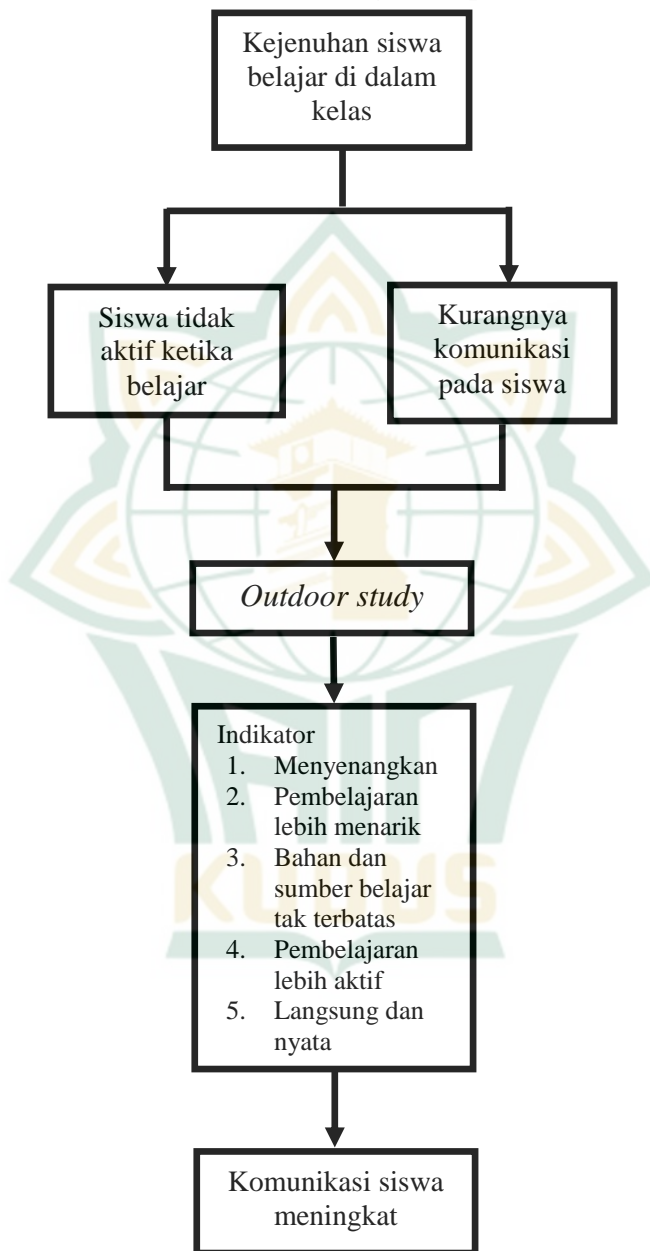 Kejenuhan siswa
belajar di dalam
kelas
Siswa tidak
aktif ketika
belajar
Kurangnya
komunikasi
pada siswa
Outdoor study
Indikator
1. Menyenangkan
2. Pembelajaran
lebih menarik
3. Bahan dan
sumber belajar
tak terbatas
4. Pembelajaran
lebih aktif
5. Langsung dan
nyata
Komunikasi siswa
meningkat
IAIN
KUDUS